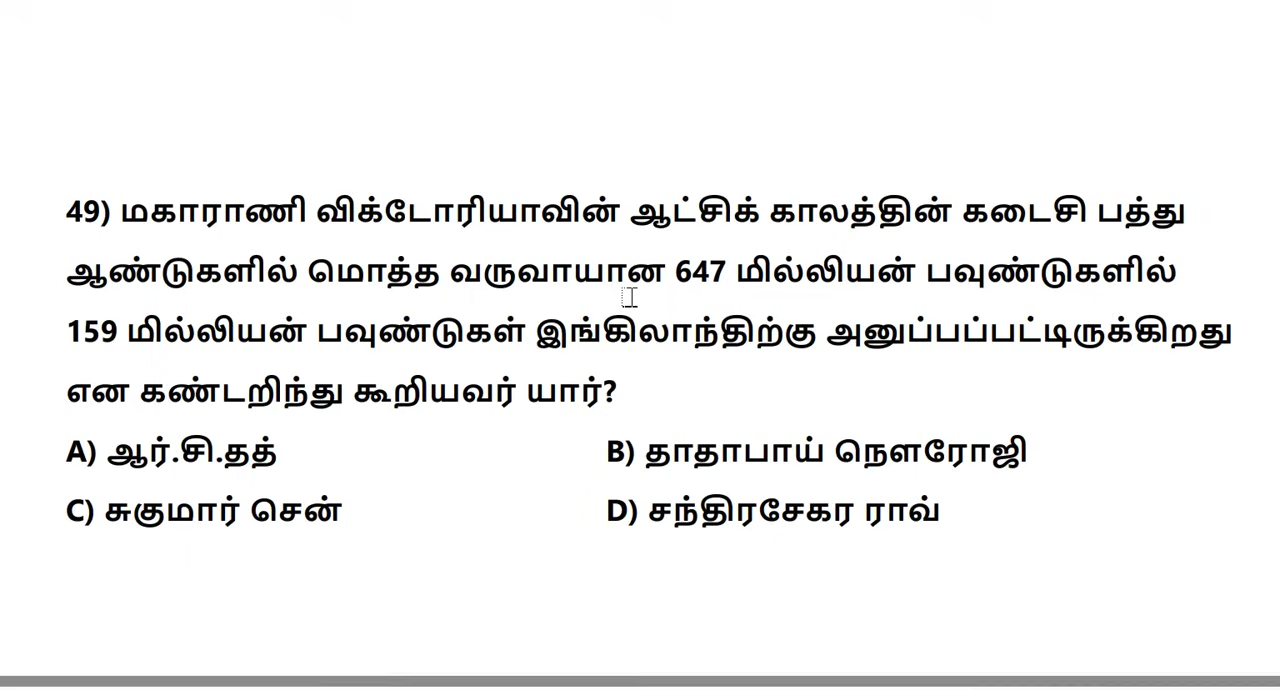 49) மகாராணி விக்டோரியாவின் ஆட்சிக் காலத்தின் கடைசி பத்து
ஆண்டுகளில் மொத்த வருவாயான 647 மில்லியன் பவுண்டுகளில்
159 மில்லியன் பவுண்டுகள் இங்கிலாந்திற்கு அனுப்பப்பட்டிருக்கிறது
என கண்டறிந்து கூறியவர் யார்?
A) ஆர்.சி.தத் B) தாதாபாய் நௌரோஜி
C) சுகுமார் சென் D) சந்திரசேகர ராவ்